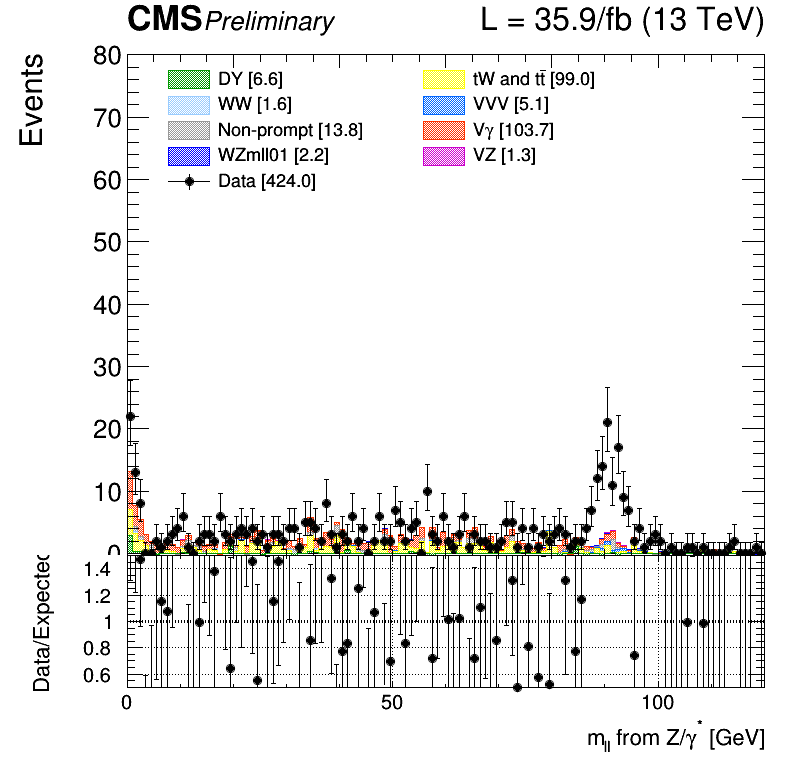 CMS Preliminary L = 35.9/fb (13 TeV)
Events
80
70
60
50
40
30
20
10
0
DY [6.6]
WW [1.6]
Non-prompt [13.8]
WZmll01 [2.2]
Data [424.0]
tW and tt̄ [99.0]
VVV [5.1]
Vγ [103.7]
VZ [1.3]
Data/Expected
1.4
1.2
1
0.8
0.6
0 50 100
m_ll from Z/γ* [GeV]